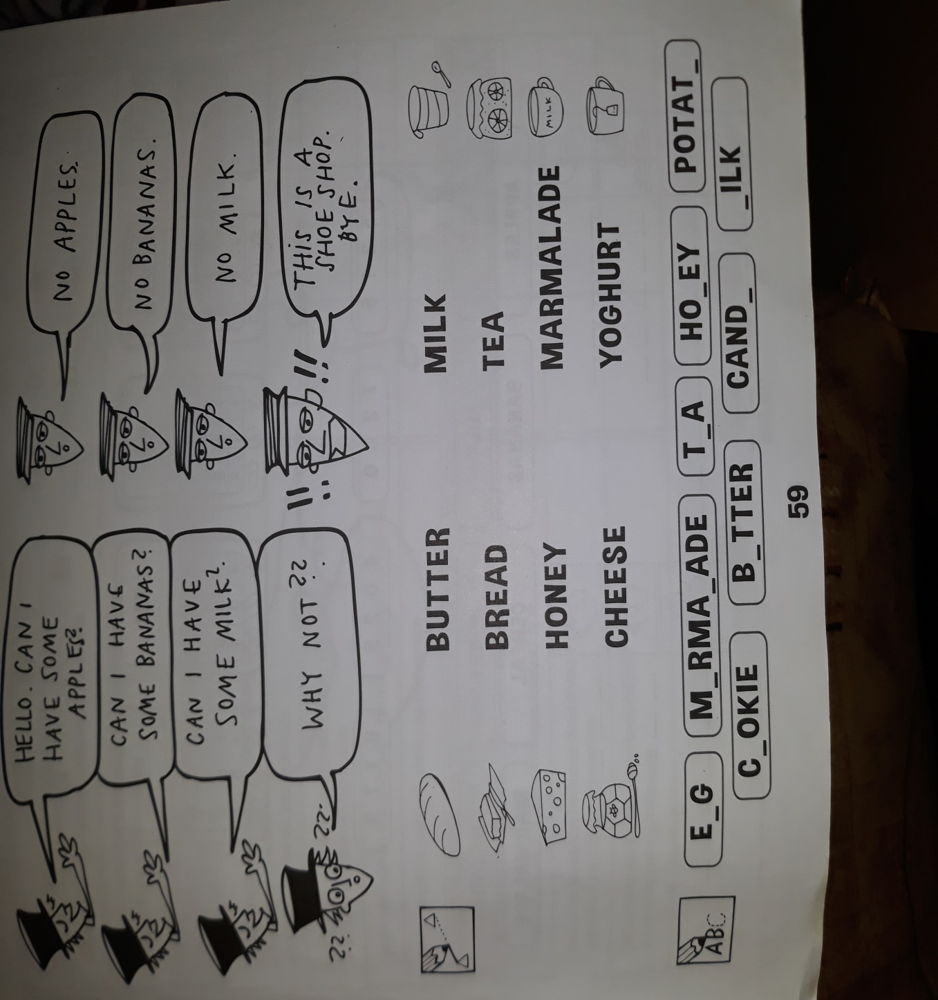 HELLO. CAN I
HAVE SOME
APPLES?
NO APPLES.
CAN I HAVE
SOME BANANAS?
NO BANANAS.
CAN I HAVE
SOME MILK?
NO MILK.
WHY NOT??
THIS IS A
SHOE SHOP.
BYE.
??
??
!!
!!
BUTTER MILK
BREAD TEA
HONEY MARMALADE
MILK
CHEESE YOGHURT
ABC
E_G M_RMA_ADE T_A HO_EY POTAT_
C_OKIE B_TTER CAND_ _ILK
59